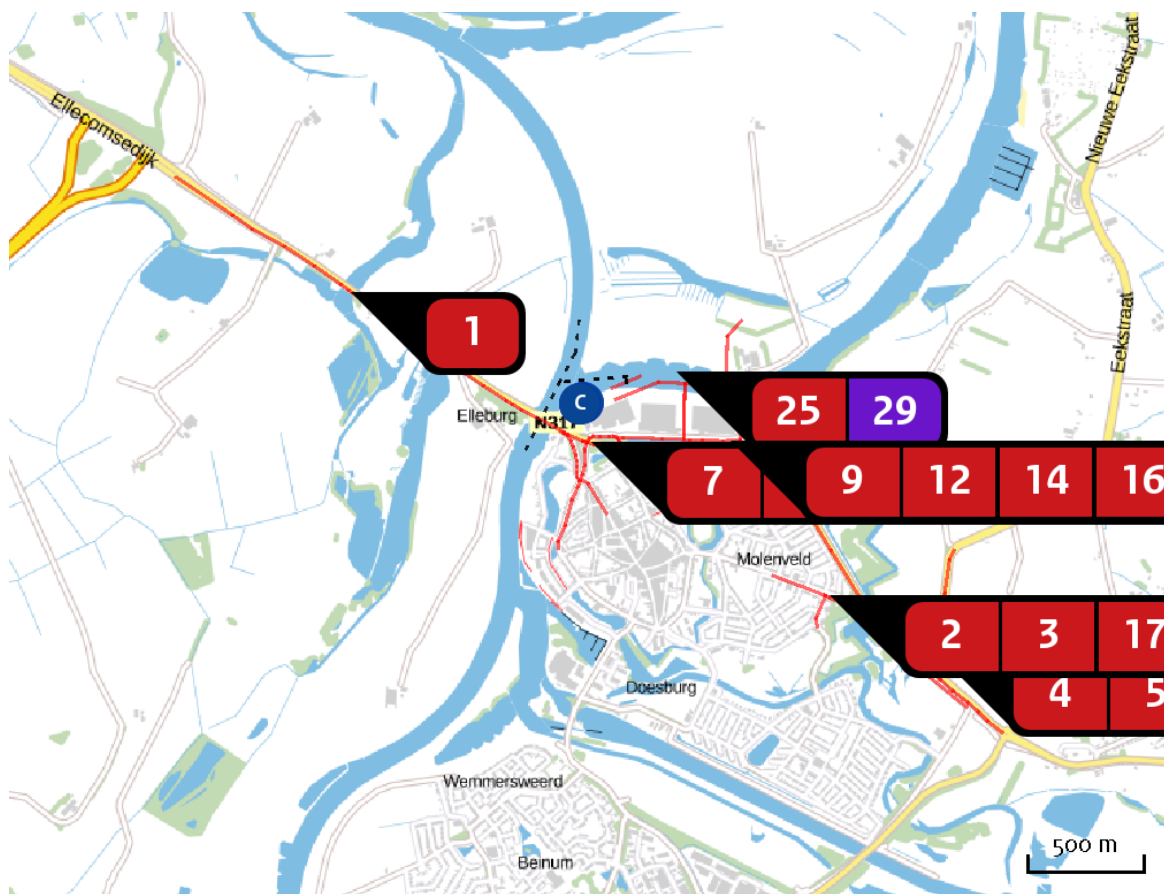 Ellecomsedijk
Nieuwe Eekstraat
Eekstraat
1
Elleburg
C
N317
25 29
7 9 12 14 16
Molenveld
2 3 17
4 5
Doesburg
Wemmersweerd
Beinum
500 m